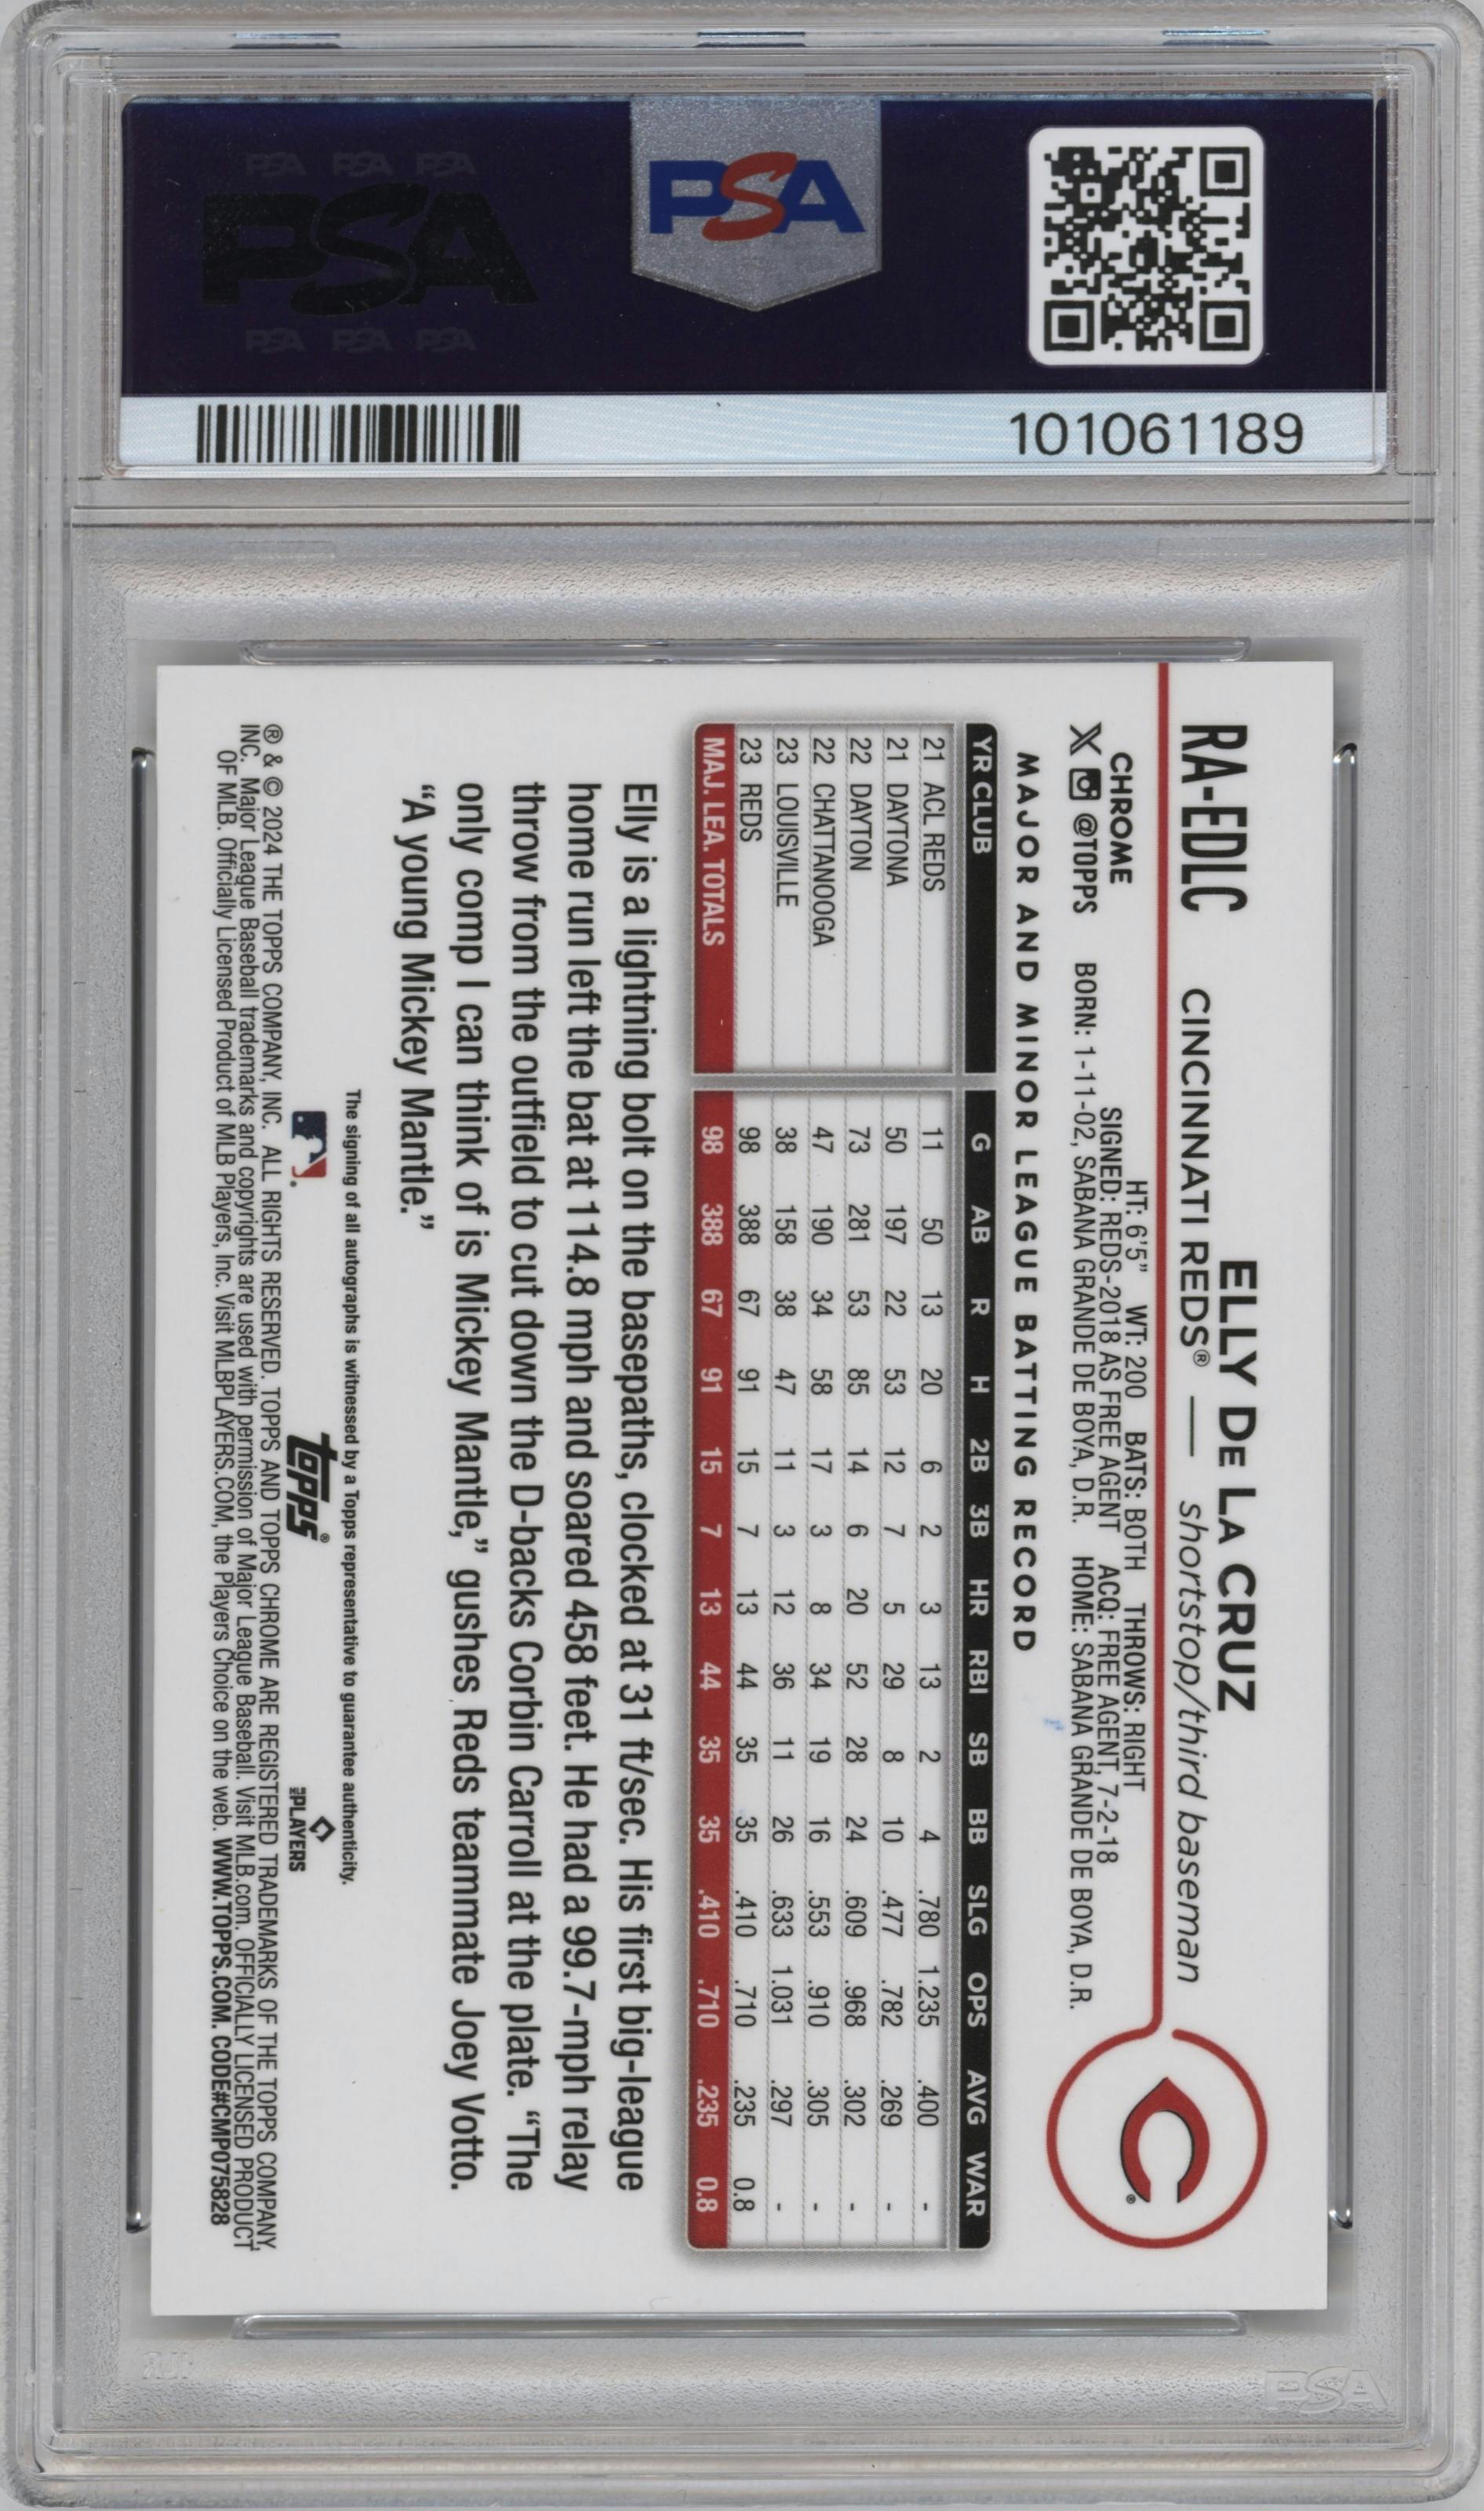 PSA PSA PSA
PSA
PSA PSA PSA
PSA
101061189
RA-EDLC
ELLY DE LA CRUZ
CINCINNATI REDS® — shortstop/third baseman
CHROME
X @TOPPS
HT: 6'5" WT: 200 BATS: BOTH THROWS: RIGHT
SIGNED: REDS-2018 AS FREE AGENT ACQ: FREE AGENT, 7-2-18
BORN: 1-11-02, SABANA GRANDE DE BOYA, D.R. HOME: SABANA GRANDE DE BOYA, D.R.
C®
MAJOR AND MINOR LEAGUE BATTING RECORD
YR CLUB G AB R H 2B 3B HR RBI SB BB SLG OPS AVG WAR
21 ACL REDS 11 50 13 20 6 2 3 13 2 4 .780 1.235 .400 -
21 DAYTONA 50 197 22 53 12 7 5 29 8 10 .477 .782 .269 -
22 DAYTON 73 281 53 85 14 6 20 52 28 24 .609 .968 .302 -
22 CHATTANOOGA 47 190 34 58 17 3 8 34 19 16 .553 .910 .305 -
23 LOUISVILLE 38 158 38 47 11 3 12 36 11 26 .633 1.031 .297 -
23 REDS 98 388 67 91 15 7 13 44 35 35 .410 .710 .235 0.8
MAJ. LEA. TOTALS 98 388 67 91 15 7 13 44 35 35 .410 .710 .235 0.8
Elly is a lightning bolt on the basepaths, clocked at 31 ft/sec. His first big-league
home run left the bat at 114.8 mph and soared 458 feet. He had a 99.7-mph relay
throw from the outfield to cut down the D-backs Corbin Carroll at the plate. “The
only comp I can think of is Mickey Mantle,” gushes Reds teammate Joey Votto.
“A young Mickey Mantle.”
The signing of all autographs is witnessed by a Topps representative to guarantee authenticity.
topps®
MLB PLAYERS
® & © 2024 THE TOPPS COMPANY, INC. ALL RIGHTS RESERVED. TOPPS AND TOPPS CHROME ARE REGISTERED TRADEMARKS OF THE TOPPS COMPANY,
INC. Major League Baseball trademarks and copyrights are used with permission of Major League Baseball. Visit MLB.com. OFFICIALLY LICENSED PRODUCT
OF MLB. Officially Licensed Product of MLB Players, Inc. Visit MLBPLAYERS.COM, the Players Choice on the web. WWW.TOPPS.COM. CODE#CMP075828
PSA